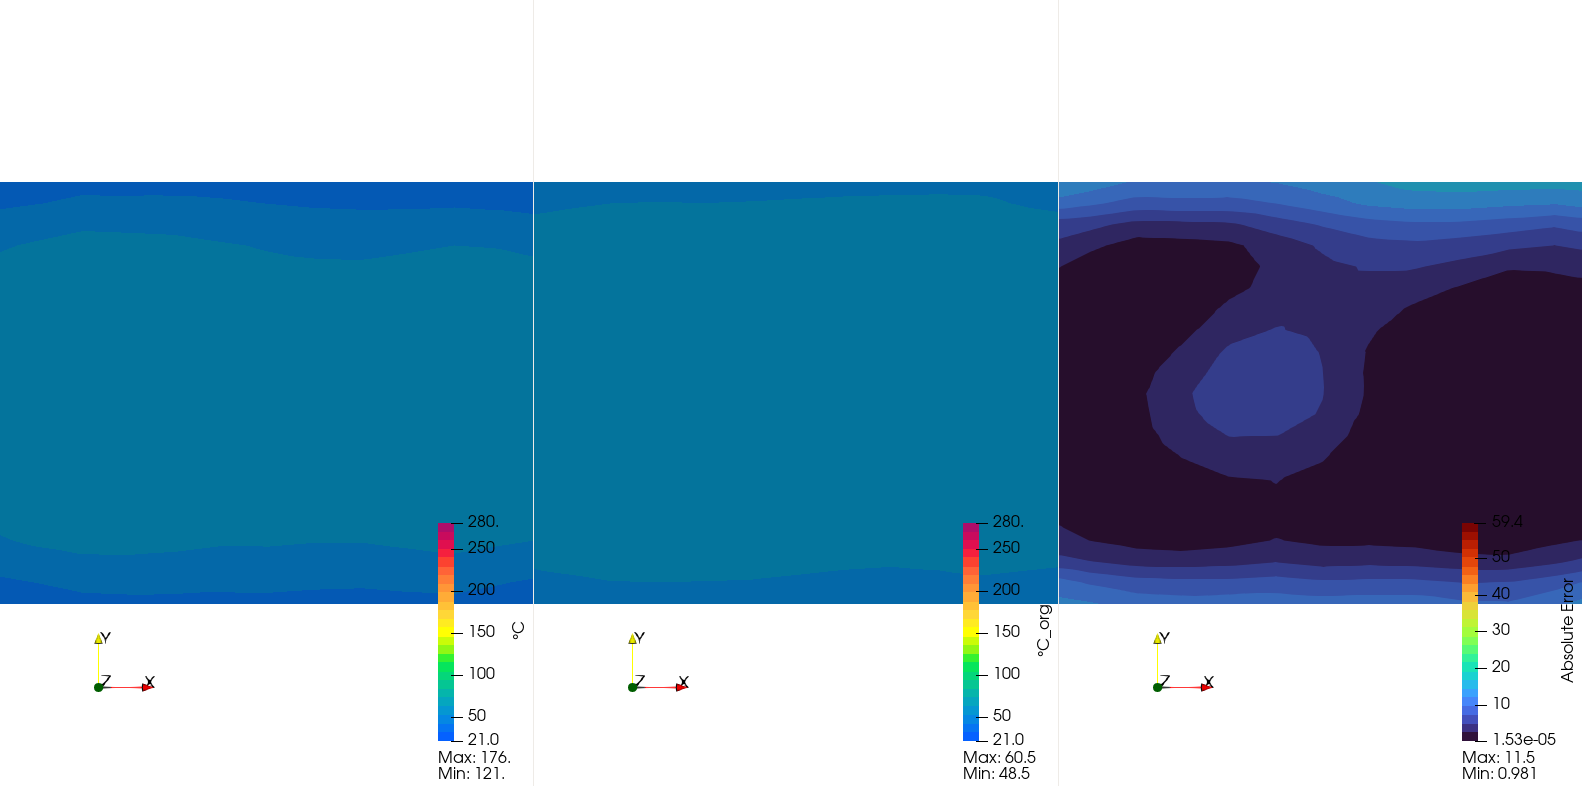 280.
250
200
150
100
50
21.0
°C
Max: 176.
Min: 121.
Y
Z
X
280.
250
200
150
100
50
21.0
°C_org
Max: 60.5
Min: 48.5
Y
Z
X
59.4
50
40
30
20
10
1.53e-05
Absolute Error
Max: 11.5
Min: 0.981
Y
Z
X